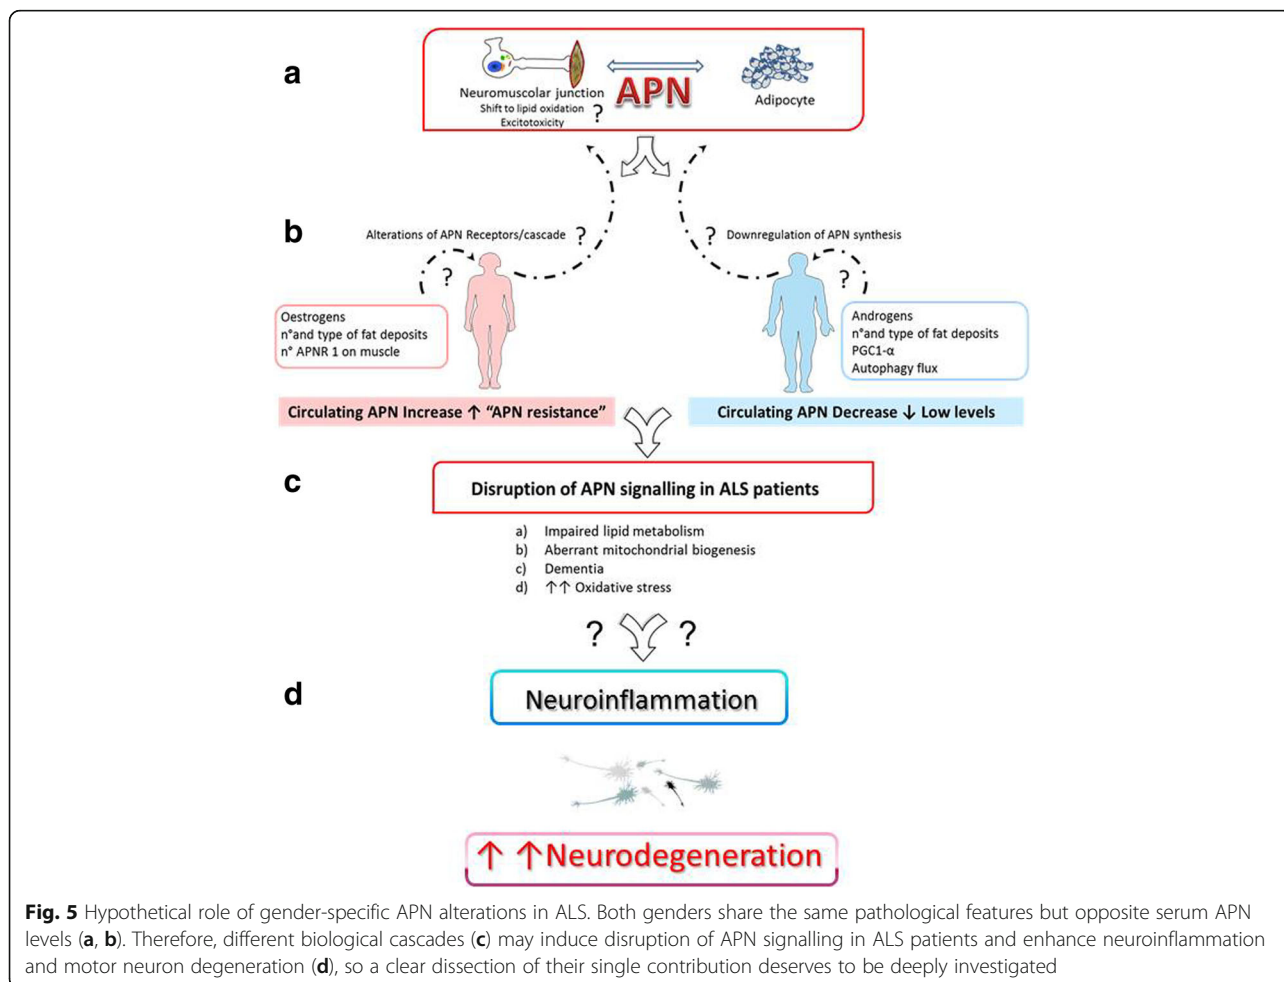 a
Neuromuscular junction
Shift to lipid oxidation ?
Excitotoxicity
APN
Adipocyte
b
Alterations of APN Receptors/cascade ?
? Downregulation of APN synthesis
?
?
Oestrogens
n°and type of fat deposits
n° APNR 1 on muscle
Androgens
n°and type of fat deposits
PGC1-α
Autophagy flux
Circulating APN Increase ↑ “APN resistance”
Circulating APN Decrease ↓ Low levels
c
Disruption of APN signalling in ALS patients
a) Impaired lipid metabolism
b) Aberrant mitochondrial biogenesis
c) Dementia
d) ↑↑ Oxidative stress
? ?
d
Neuroinflammation
↑ ↑Neurodegeneration
Fig. 5 Hypothetical role of gender-specific APN alterations in ALS. Both genders share the same pathological features but opposite serum APN
levels (a, b). Therefore, different biological cascades (c) may induce disruption of APN signalling in ALS patients and enhance neuroinflammation
and motor neuron degeneration (d), so a clear dissection of their single contribution deserves to be deeply investigated